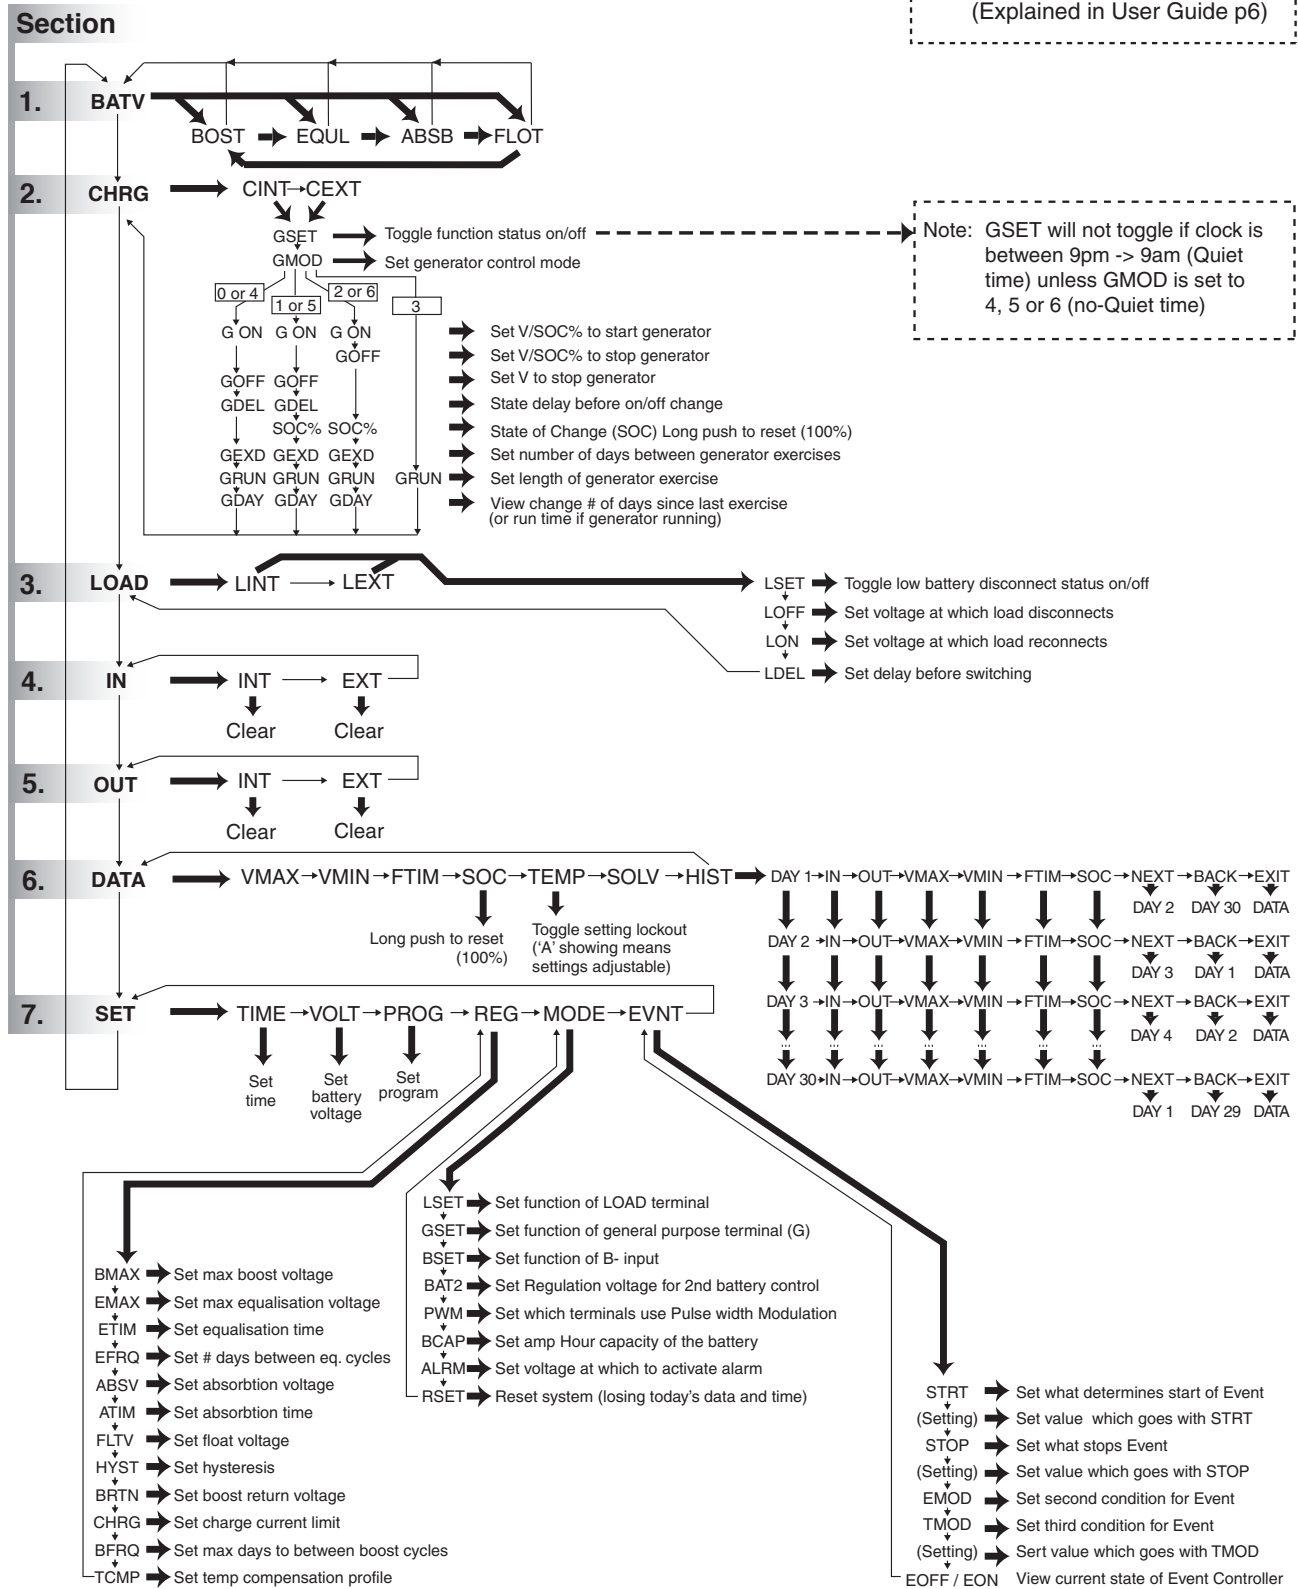 (Explained in User Guide p6)
Section
1. BATV
BOST EQUL ABSB FLOT
2. CHRG
CINT CEXT
GSET Toggle function status on/off
GMOD Set generator control mode
Note: GSET will not toggle if clock is
between 9pm -> 9am (Quiet
time) unless GMOD is set to
4, 5 or 6 (no-Quiet time)
0 or 4 1 or 5 2 or 6 3
G ON G ON G ON Set V/SOC% to start generator
GOFF Set V/SOC% to stop generator
GOFF GOFF Set V to stop generator
GDEL GDEL State delay before on/off change
SOC% SOC% State of Change (SOC) Long push to reset (100%)
GEXD GEXD GEXD Set number of days between generator exercises
GRUN GRUN GRUN GRUN Set length of generator exercise
GDAY GDAY GDAY View change # of days since last exercise
(or run time if generator running)
3. LOAD LINT LEXT
LSET Toggle low battery disconnect status on/off
LOFF Set voltage at which load disconnects
LON Set voltage at which load reconnects
LDEL Set delay before switching
4. IN INT EXT
Clear Clear
5. OUT INT EXT
Clear Clear
6. DATA VMAX VMIN FTIM SOC TEMP SOLV HIST
Long push to reset
(100%)
Toggle setting lockout
('A' showing means
settings adjustable)
DAY 1 IN OUT VMAX VMIN FTIM SOC NEXT BACK EXIT
DAY 2 DAY 30 DATA
DAY 2 IN OUT VMAX VMIN FTIM SOC NEXT BACK EXIT
DAY 3 DAY 1 DATA
DAY 3 IN OUT VMAX VMIN FTIM SOC NEXT BACK EXIT
DAY 4 DAY 2 DATA
... ... ... ... ... ... ...
DAY 30 IN OUT VMAX VMIN FTIM SOC NEXT BACK EXIT
DAY 1 DAY 29 DATA
7. SET TIME VOLT PROG REG MODE EVNT
Set
time
Set
battery
voltage
Set
program
BMAX Set max boost voltage
EMAX Set max equalisation voltage
ETIM Set equalisation time
EFRQ Set # days between eq. cycles
ABSV Set absorbtion voltage
ATIM Set absorbtion time
FLTV Set float voltage
HYST Set hysteresis
BRTN Set boost return voltage
CHRG Set charge current limit
BFRQ Set max days to between boost cycles
TCMP Set temp compensation profile
LSET Set function of LOAD terminal
GSET Set function of general purpose terminal (G)
BSET Set function of B- input
BAT2 Set Regulation voltage for 2nd battery control
PWM Set which terminals use Pulse width Modulation
BCAP Set amp Hour capacity of the battery
ALRM Set voltage at which to activate alarm
RSET Reset system (losing today's data and time)
STRT Set what determines start of Event
(Setting) Set value which goes with STRT
STOP Set what stops Event
(Setting) Set value which goes with STOP
EMOD Set second condition for Event
TMOD Set third condition for Event
(Setting) Sert value which goes with TMOD
EOFF / EON View current state of Event Controller